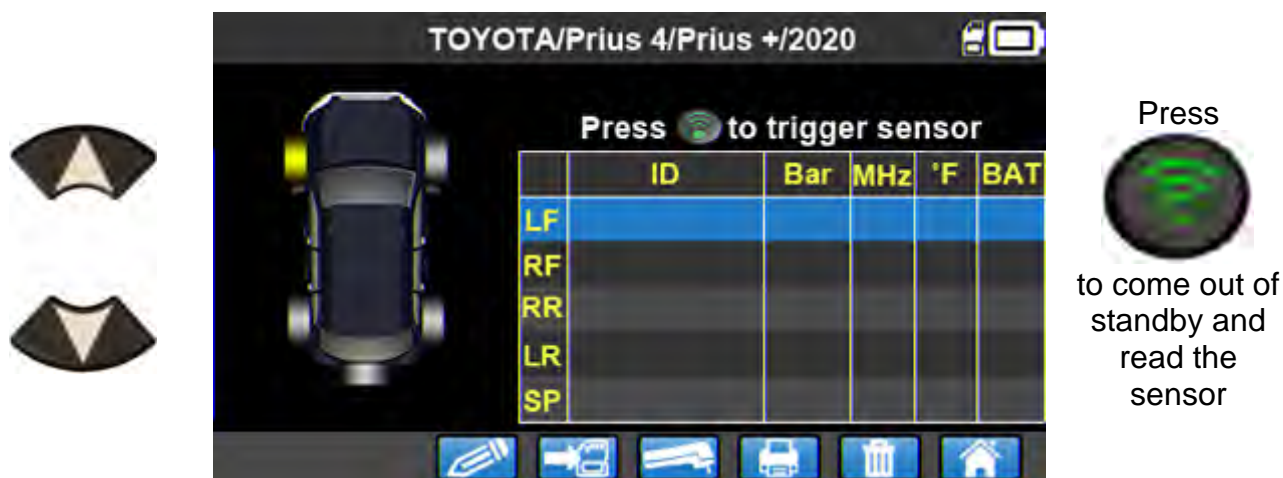 TOYOTA/Prius 4/Prius +/2020
Press to trigger sensor
ID Bar MHz °F BAT
LF
RF
RR
LR
SP
Press
to come out of
standby and
read the
sensor